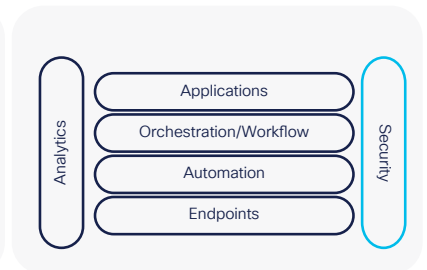 Analytics
Applications
Orchestration/Workflow
Automation
Endpoints
Security